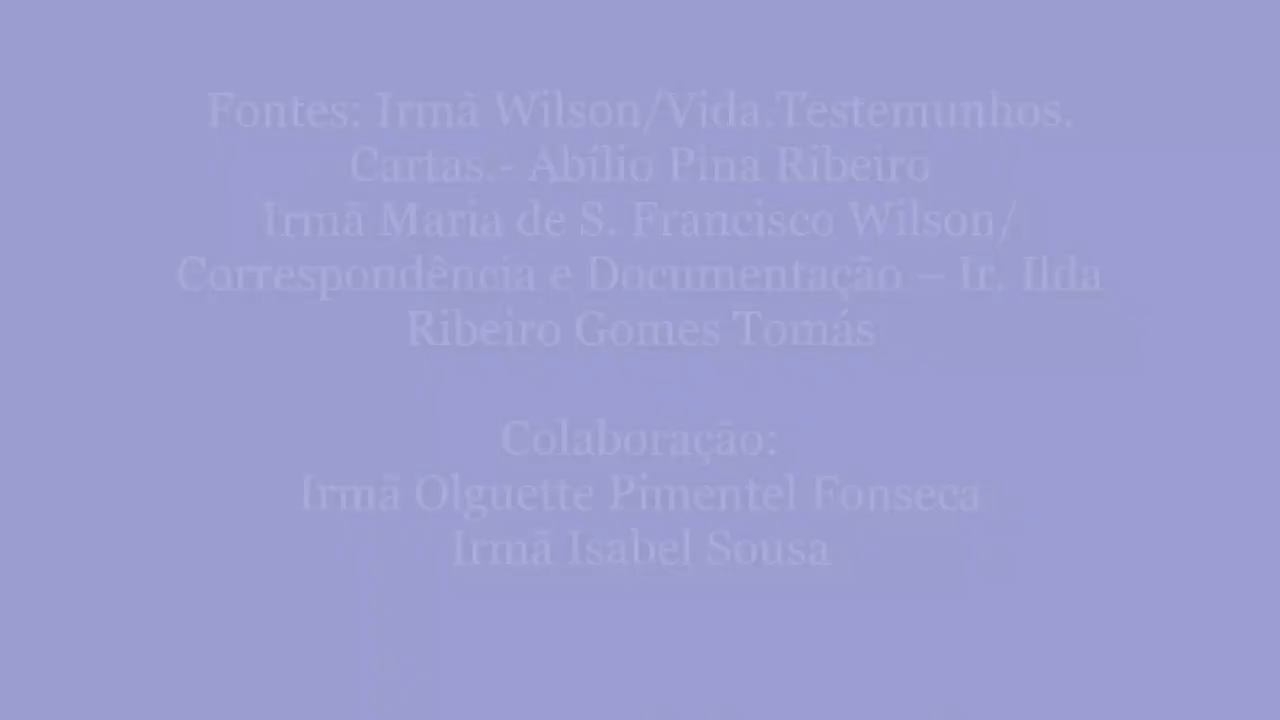 Fontes: Irmã Wilson/Vida.Testemunhos.
Cartas.- Abílio Pina Ribeiro
Irmã Maria de S. Francisco Wilson/
Correspondência e Documentação – Ir. Ilda
Ribeiro Gomes Tomás
Colaboração:
Irmã Olguette Pimentel Fonseca
Irmã Isabel Sousa